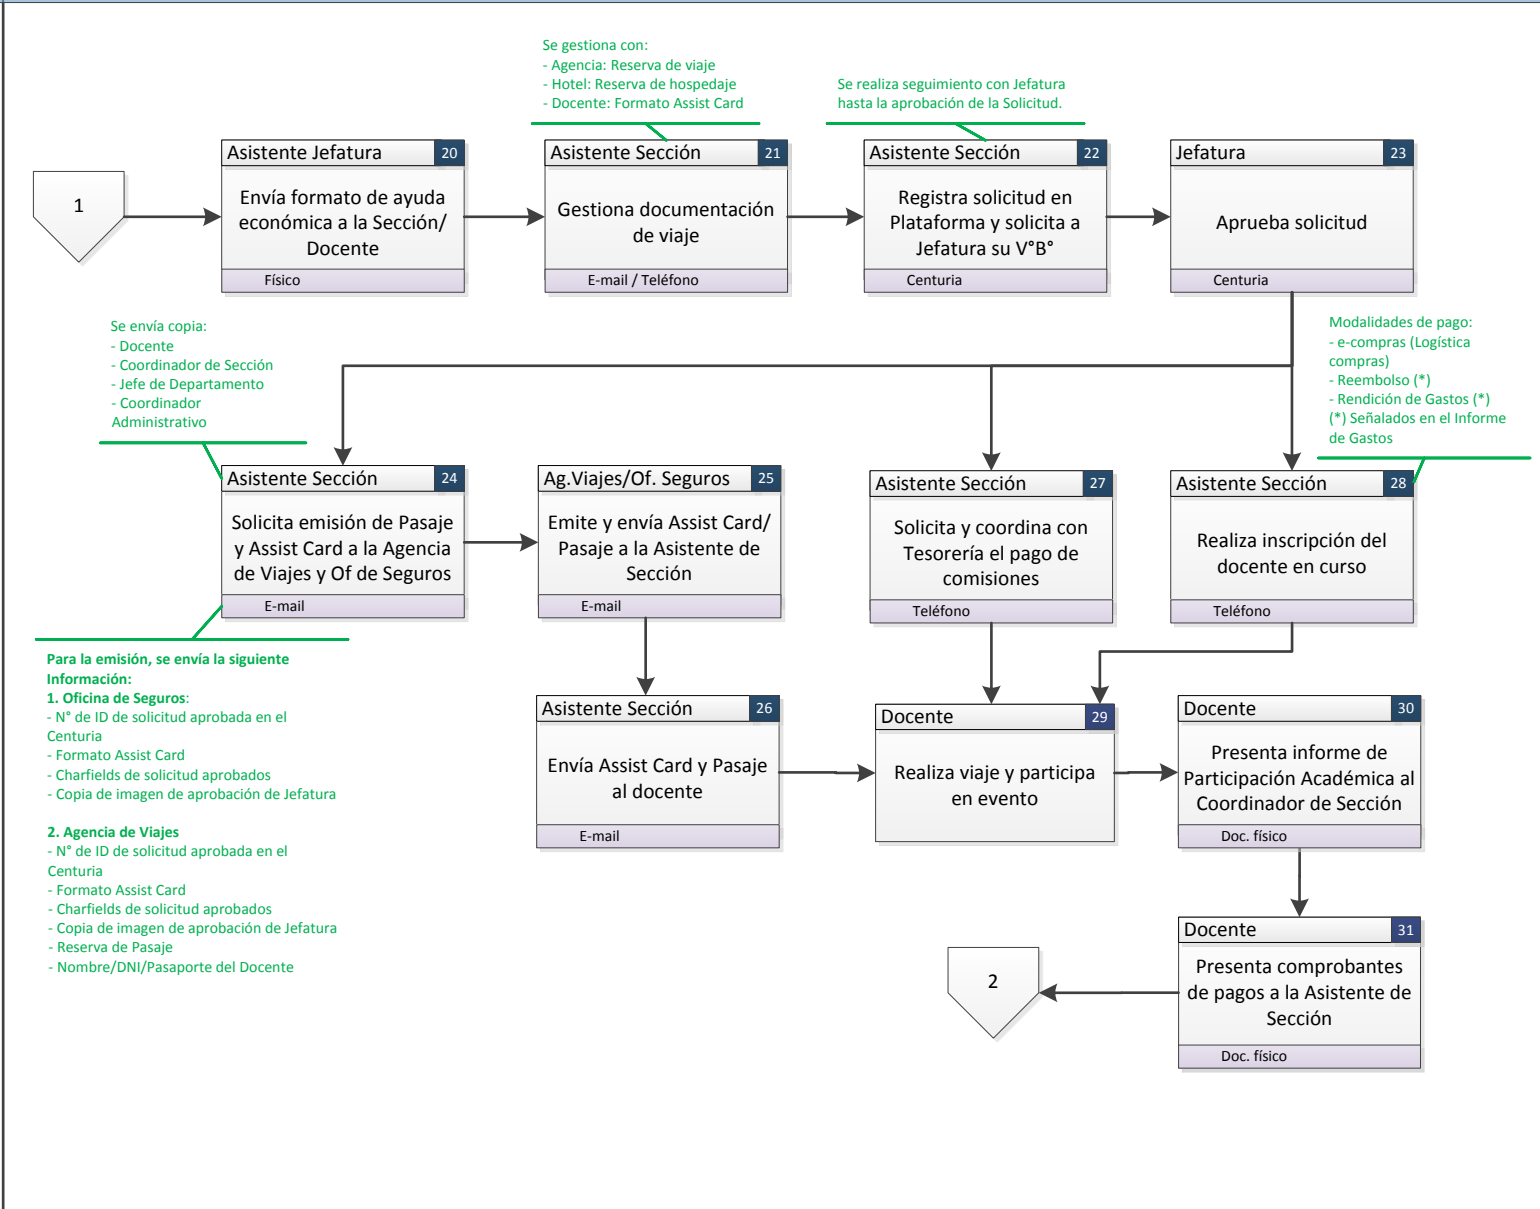 Se gestiona con:
- Agencia: Reserva de viaje
- Hotel: Reserva de hospedaje
- Docente: Formato Assist Card
Se realiza seguimiento con Jefatura
hasta la aprobación de la Solicitud.
1
Asistente Jefatura 20
Envía formato de ayuda
económica a la Sección/
Docente
Físico
Asistente Sección 21
Gestiona documentación
de viaje
E-mail / Teléfono
Asistente Sección 22
Registra solicitud en
Plataforma y solicita a
Jefatura su V°B°
Centuria
Jefatura 23
Aprueba solicitud
Centuria
Se envía copia:
- Docente
- Coordinador de Sección
- Jefe de Departamento
- Coordinador
Administrativo
Modalidades de pago:
- e-compras (Logística
compras)
- Reembolso (*)
- Rendición de Gastos (*)
(*) Señalados en el Informe
de Gastos
Asistente Sección 24
Solicita emisión de Pasaje
y Assist Card a la Agencia
de Viajes y Of de Seguros
E-mail
Ag.Viajes/Of. Seguros 25
Emite y envía Assist Card/
Pasaje a la Asistente de
Sección
E-mail
Asistente Sección 27
Solicita y coordina con
Tesorería el pago de
comisiones
Teléfono
Asistente Sección 28
Realiza inscripción del
docente en curso
Teléfono
Para la emisión, se envía la siguiente
Información:
1. Oficina de Seguros:
- N° de ID de solicitud aprobada en el
Centuria
- Formato Assist Card
- Charfields de solicitud aprobados
- Copia de imagen de aprobación de Jefatura
2. Agencia de Viajes
- N° de ID de solicitud aprobada en el
Centuria
- Formato Assist Card
- Charfields de solicitud aprobados
- Copia de imagen de aprobación de Jefatura
- Reserva de Pasaje
- Nombre/DNI/Pasaporte del Docente
Asistente Sección 26
Envía Assist Card y Pasaje
al docente
E-mail
Docente 29
Realiza viaje y participa
en evento
Docente 30
Presenta informe de
Participación Académica al
Coordinador de Sección
Doc. físico
Docente 31
Presenta comprobantes
de pagos a la Asistente de
Sección
Doc. físico
2